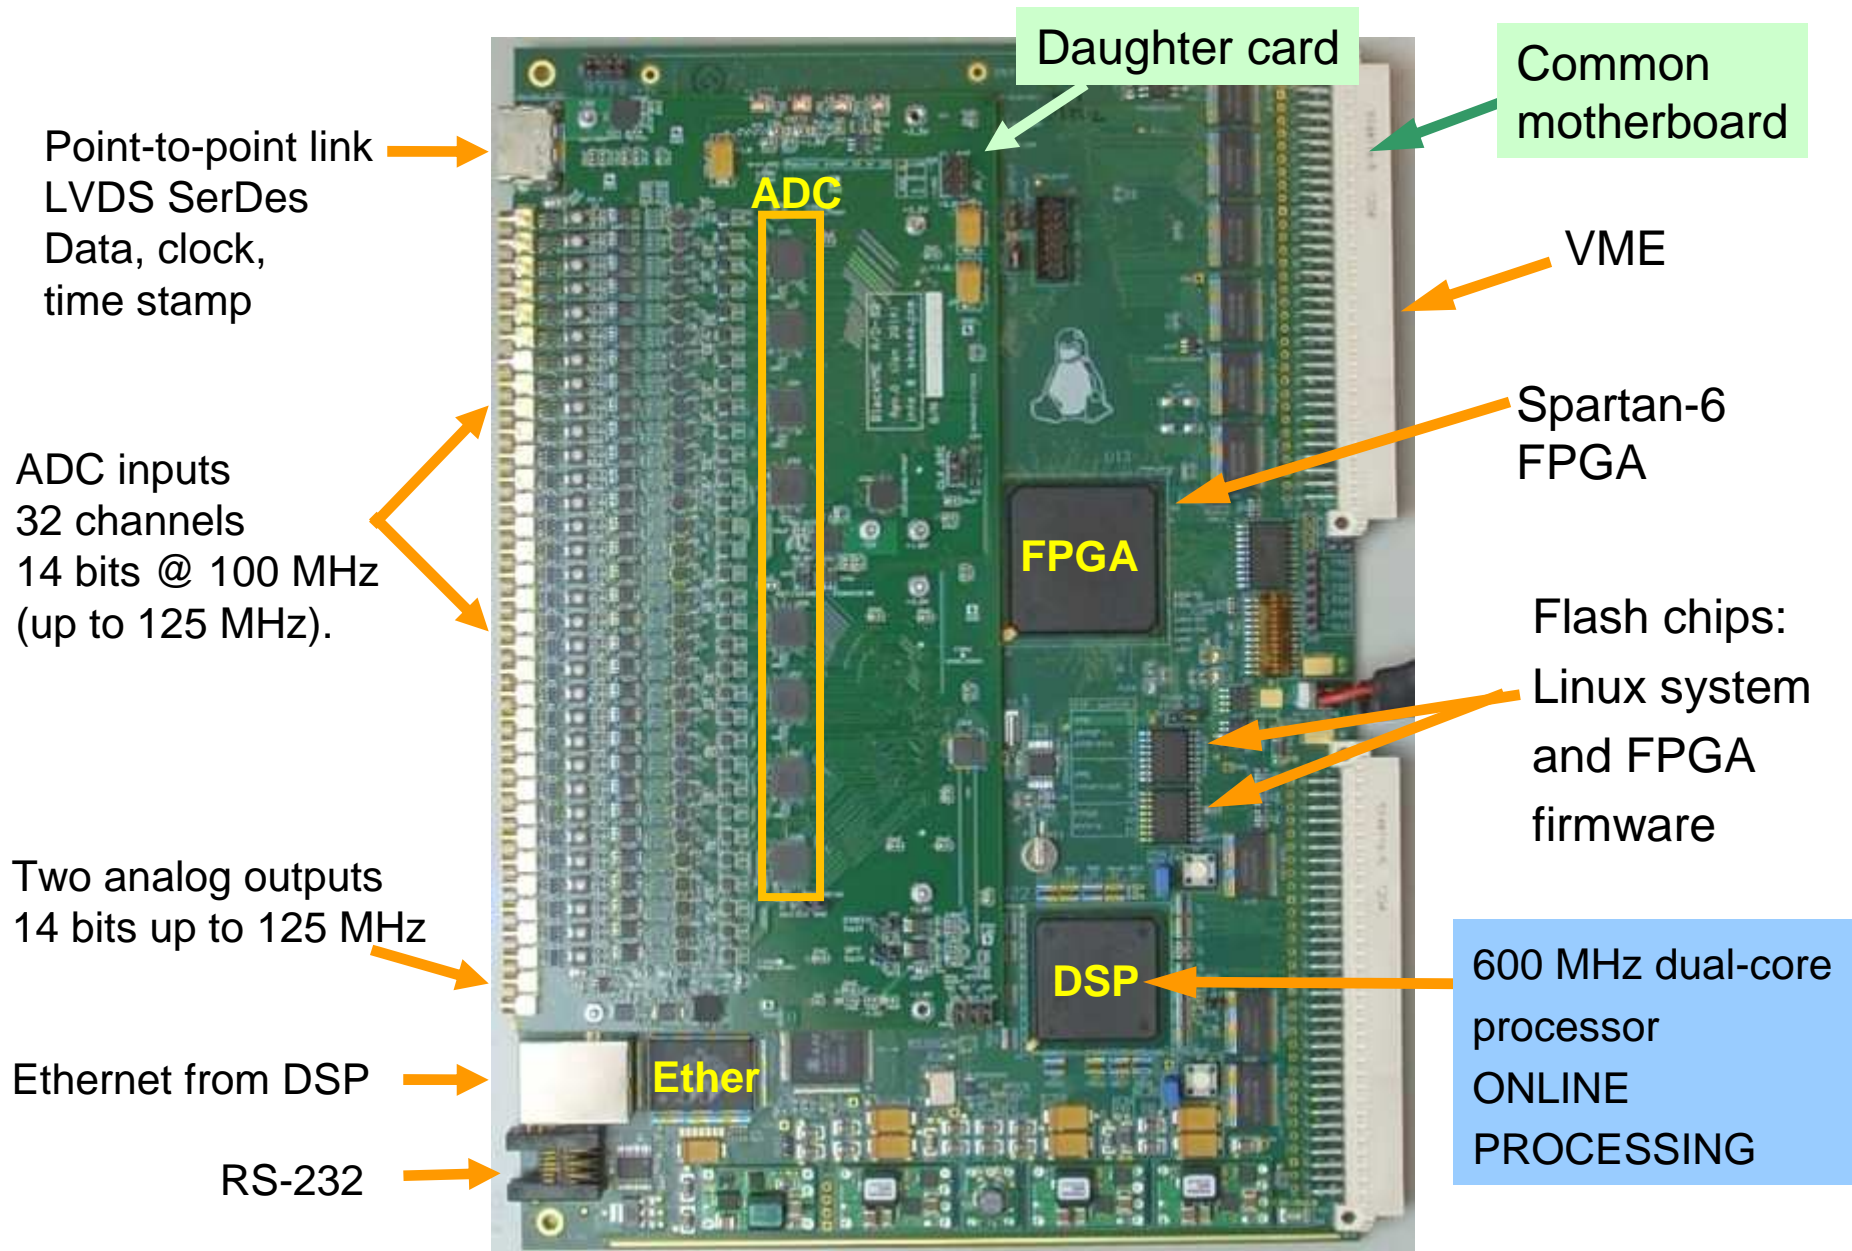 Daughter card
Common
motherboard
Point-to-point link
LVDS SerDes
Data, clock,
time stamp
ADC
VME
Spartan-6
FPGA
ADC inputs
32 channels
14 bits @ 100 MHz
(up to 125 MHz).
FPGA
Flash chips:
Linux system
and FPGA
firmware
Two analog outputs
14 bits up to 125 MHz
DSP
600 MHz dual-core
processor
ONLINE
PROCESSING
Ethernet from DSP
Ether
RS-232